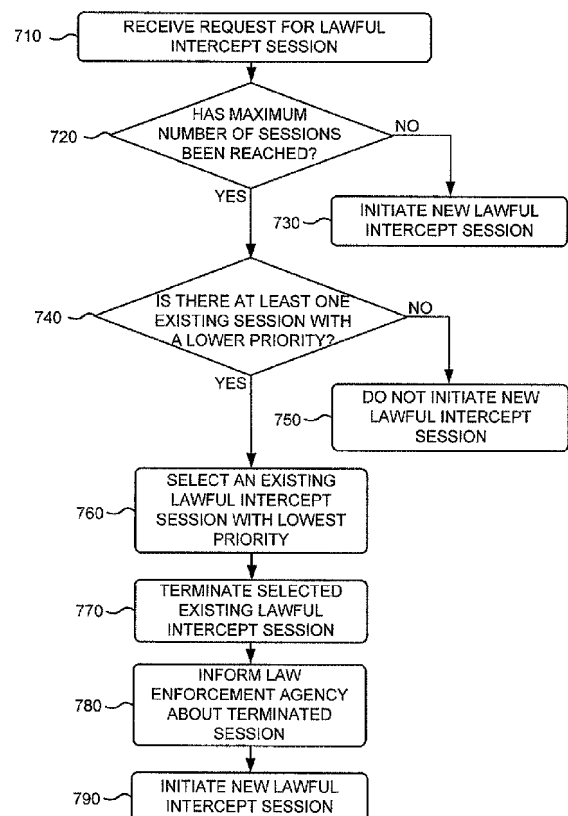 710
RECEIVE REQUEST FOR LAWFUL
INTERCEPT SESSION
720
HAS MAXIMUM
NUMBER OF SESSIONS
BEEN REACHED?
NO
YES
730
INITIATE NEW LAWFUL
INTERCEPT SESSION
740
IS THERE AT LEAST ONE
EXISTING SESSION WITH
A LOWER PRIORITY?
NO
YES
750
DO NOT INITIATE NEW
LAWFUL INTERCEPT
SESSION
760
SELECT AN EXISTING
LAWFUL INTERCEPT
SESSION WITH LOWEST
PRIORITY
770
TERMINATE SELECTED
EXISTING LAWFUL
INTERCEPT SESSION
780
INFORM LAW
ENFORCEMENT AGENCY
ABOUT TERMINATED
SESSION
790
INITIATE NEW LAWFUL
INTERCEPT SESSION